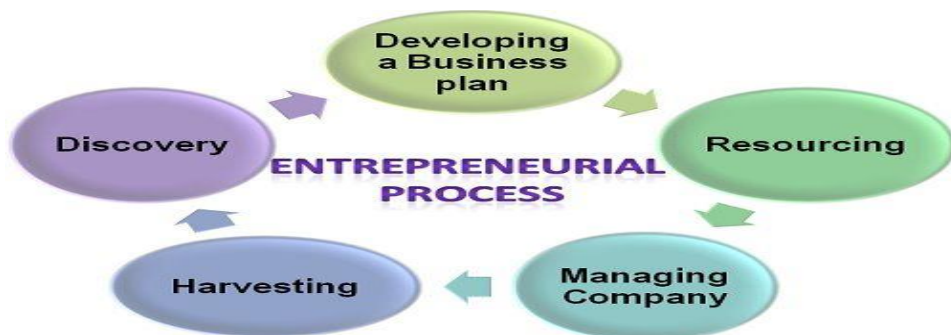 Developing
a Business
plan
Discovery
Resourcing
ENTREPRENEURIAL
PROCESS
Harvesting
Managing
Company